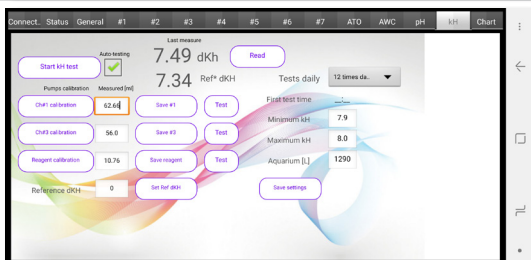 Connect.. Status General #1 #2 #3 #4 #5 #6 #7 ATO AWC pH kH Chart
Last measure
Start kH test Auto-testing 7.49 dKh Read
7.34 Ref* dKH Tests daily 12 times da..
Pumps calibration Measured [ml]
Ch#1 calibration 62.66 Save #1 Test First test time __:__
Minimum kH 7.9
Ch#3 calibration 56.0 Save #3 Test Maximum kH 8.0
Reagent calibration 10.76 Save reagent Test Aquarium [L] 1290
Reference dKH 0 Set Ref dKH Save settings